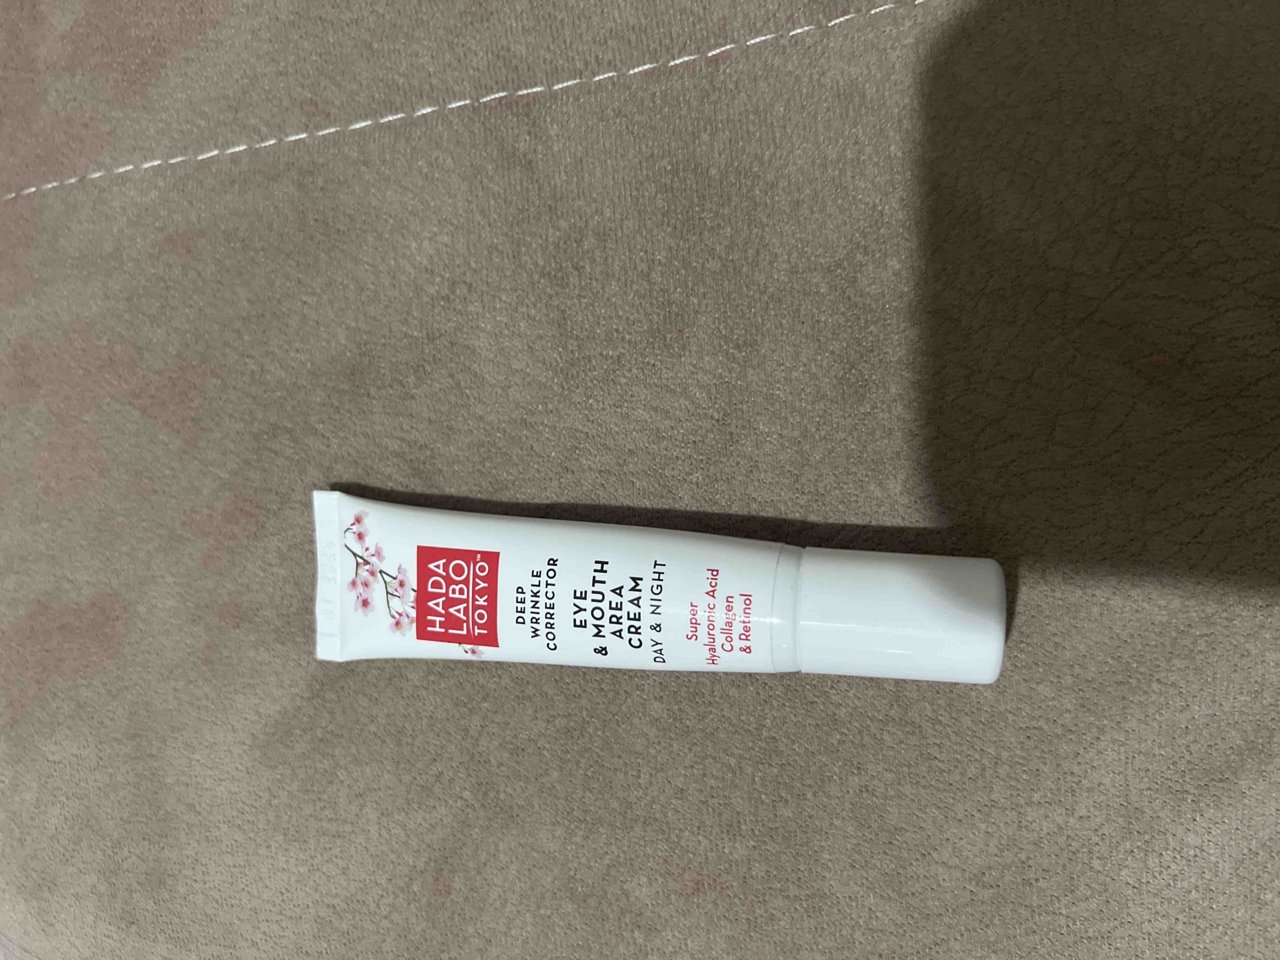 HADA
LABO
TOKYO™
DEEP
WRINKLE
CORRECTOR
EYE
& MOUTH
AREA
CREAM
DAY & NIGHT
Super
Hyaluronic Acid
Collagen
& Retinol